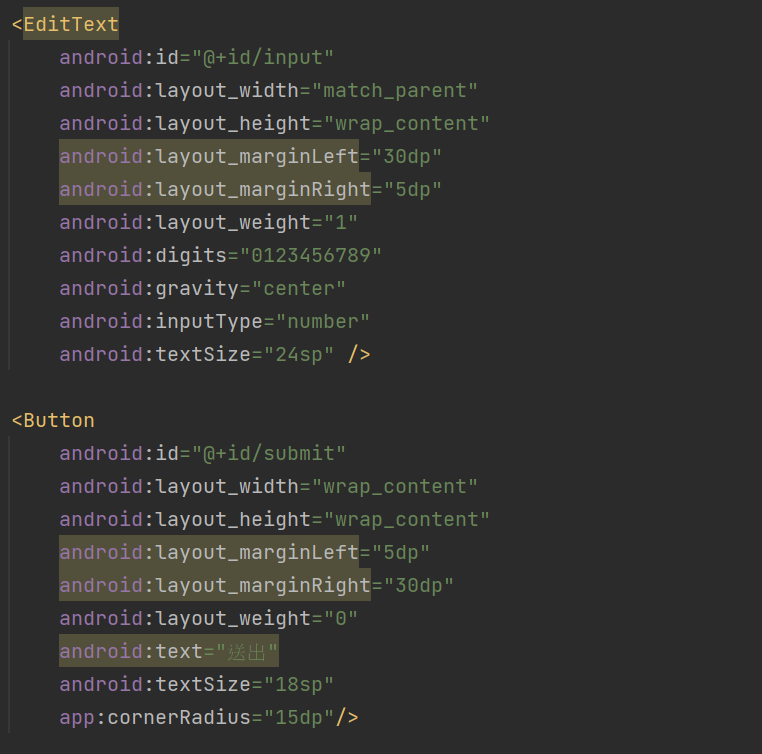 <EditText
android:id="@+id/input"
android:layout_width="match_parent"
android:layout_height="wrap_content"
android:layout_marginLeft="30dp"
android:layout_marginRight="5dp"
android:layout_weight="1"
android:digits="0123456789"
android:gravity="center"
android:inputType="number"
android:textSize="24sp" />
<Button
android:id="@+id/submit"
android:layout_width="wrap_content"
android:layout_height="wrap_content"
android:layout_marginLeft="5dp"
android:layout_marginRight="30dp"
android:layout_weight="0"
android:text="送出"
android:textSize="18sp"
app:cornerRadius="15dp"/>